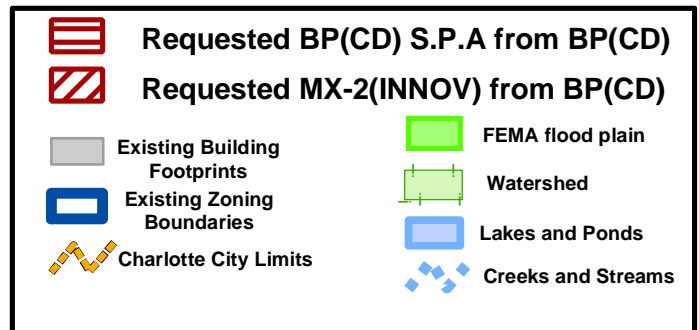 Requested BP(CD) S.P.A from BP(CD)
Requested MX-2(INNOV) from BP(CD)
Existing Building
Footprints
Existing Zoning
Boundaries
Charlotte City Limits
FEMA flood plain
Watershed
Lakes and Ponds
Creeks and Streams